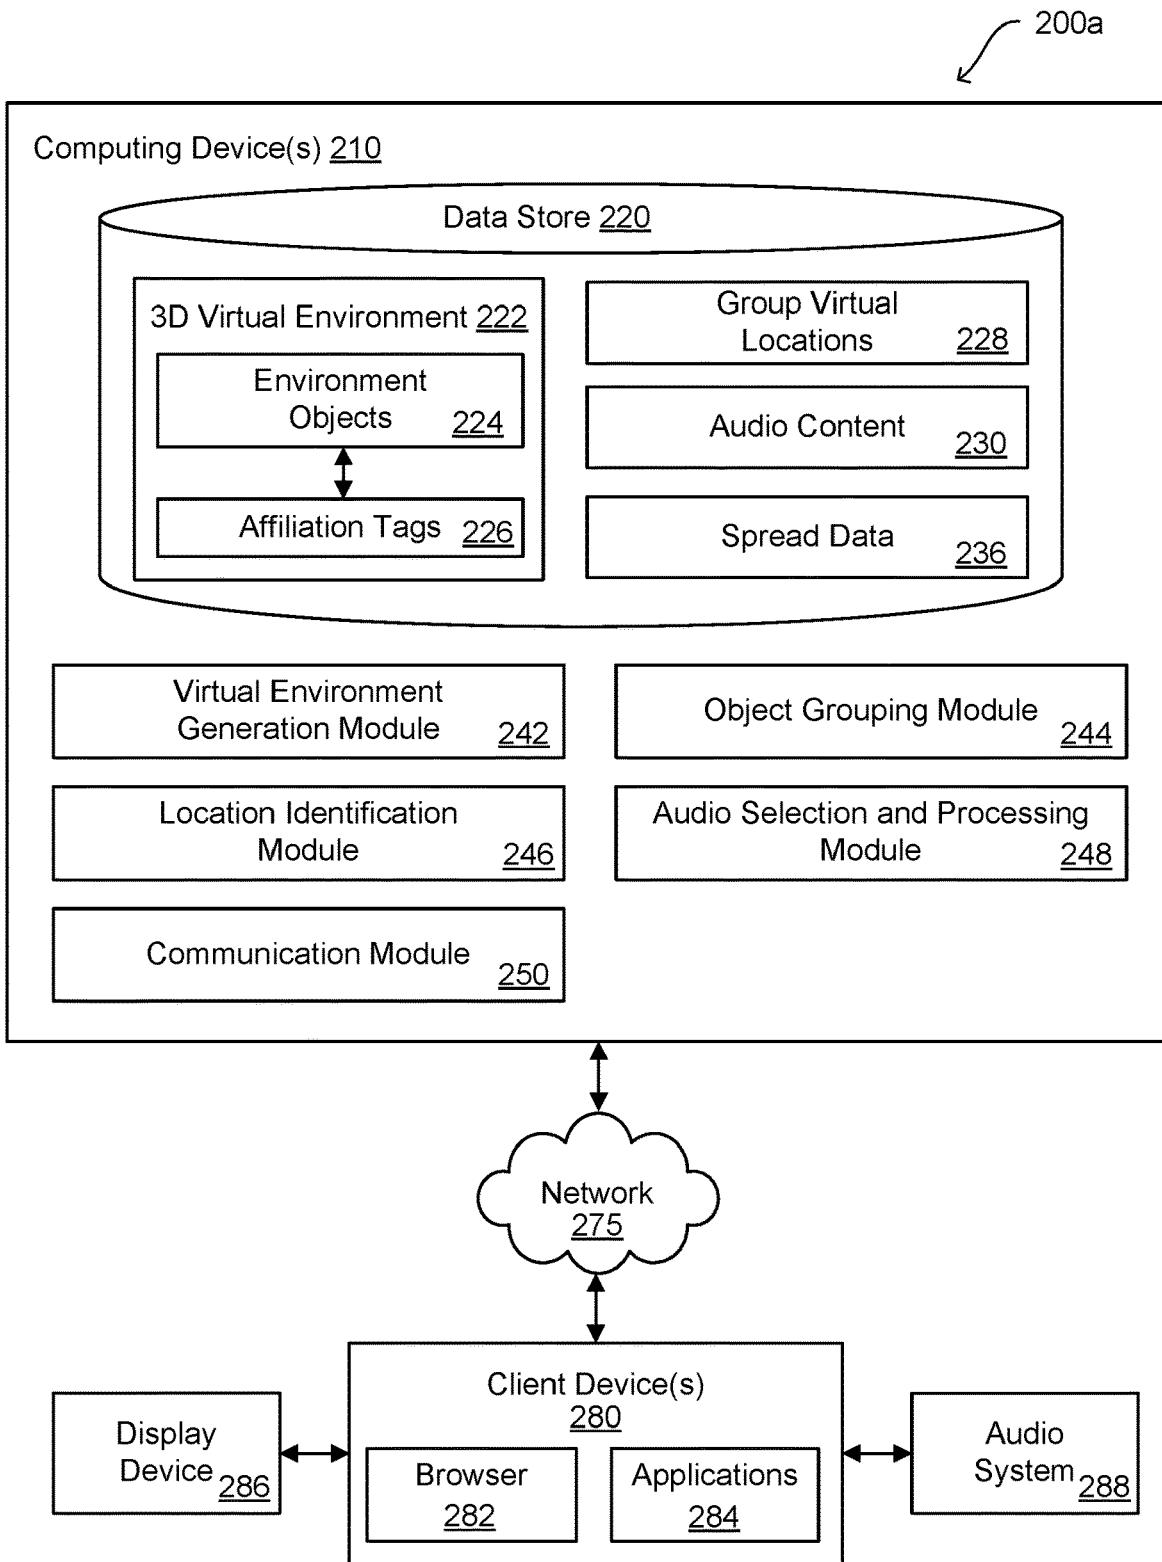 200a
Computing Device(s) 210
Data Store 220
3D Virtual Environment 222
Environment
Objects 224
Affiliation Tags 226
Group Virtual
Locations 228
Audio Content 230
Spread Data 236
Virtual Environment
Generation Module 242
Object Grouping Module 244
Location Identification
Module 246
Audio Selection and Processing
Module 248
Communication Module 250
Network
275
Client Device(s)
280
Display
Device 286
Browser
282
Applications
284
Audio
System 288